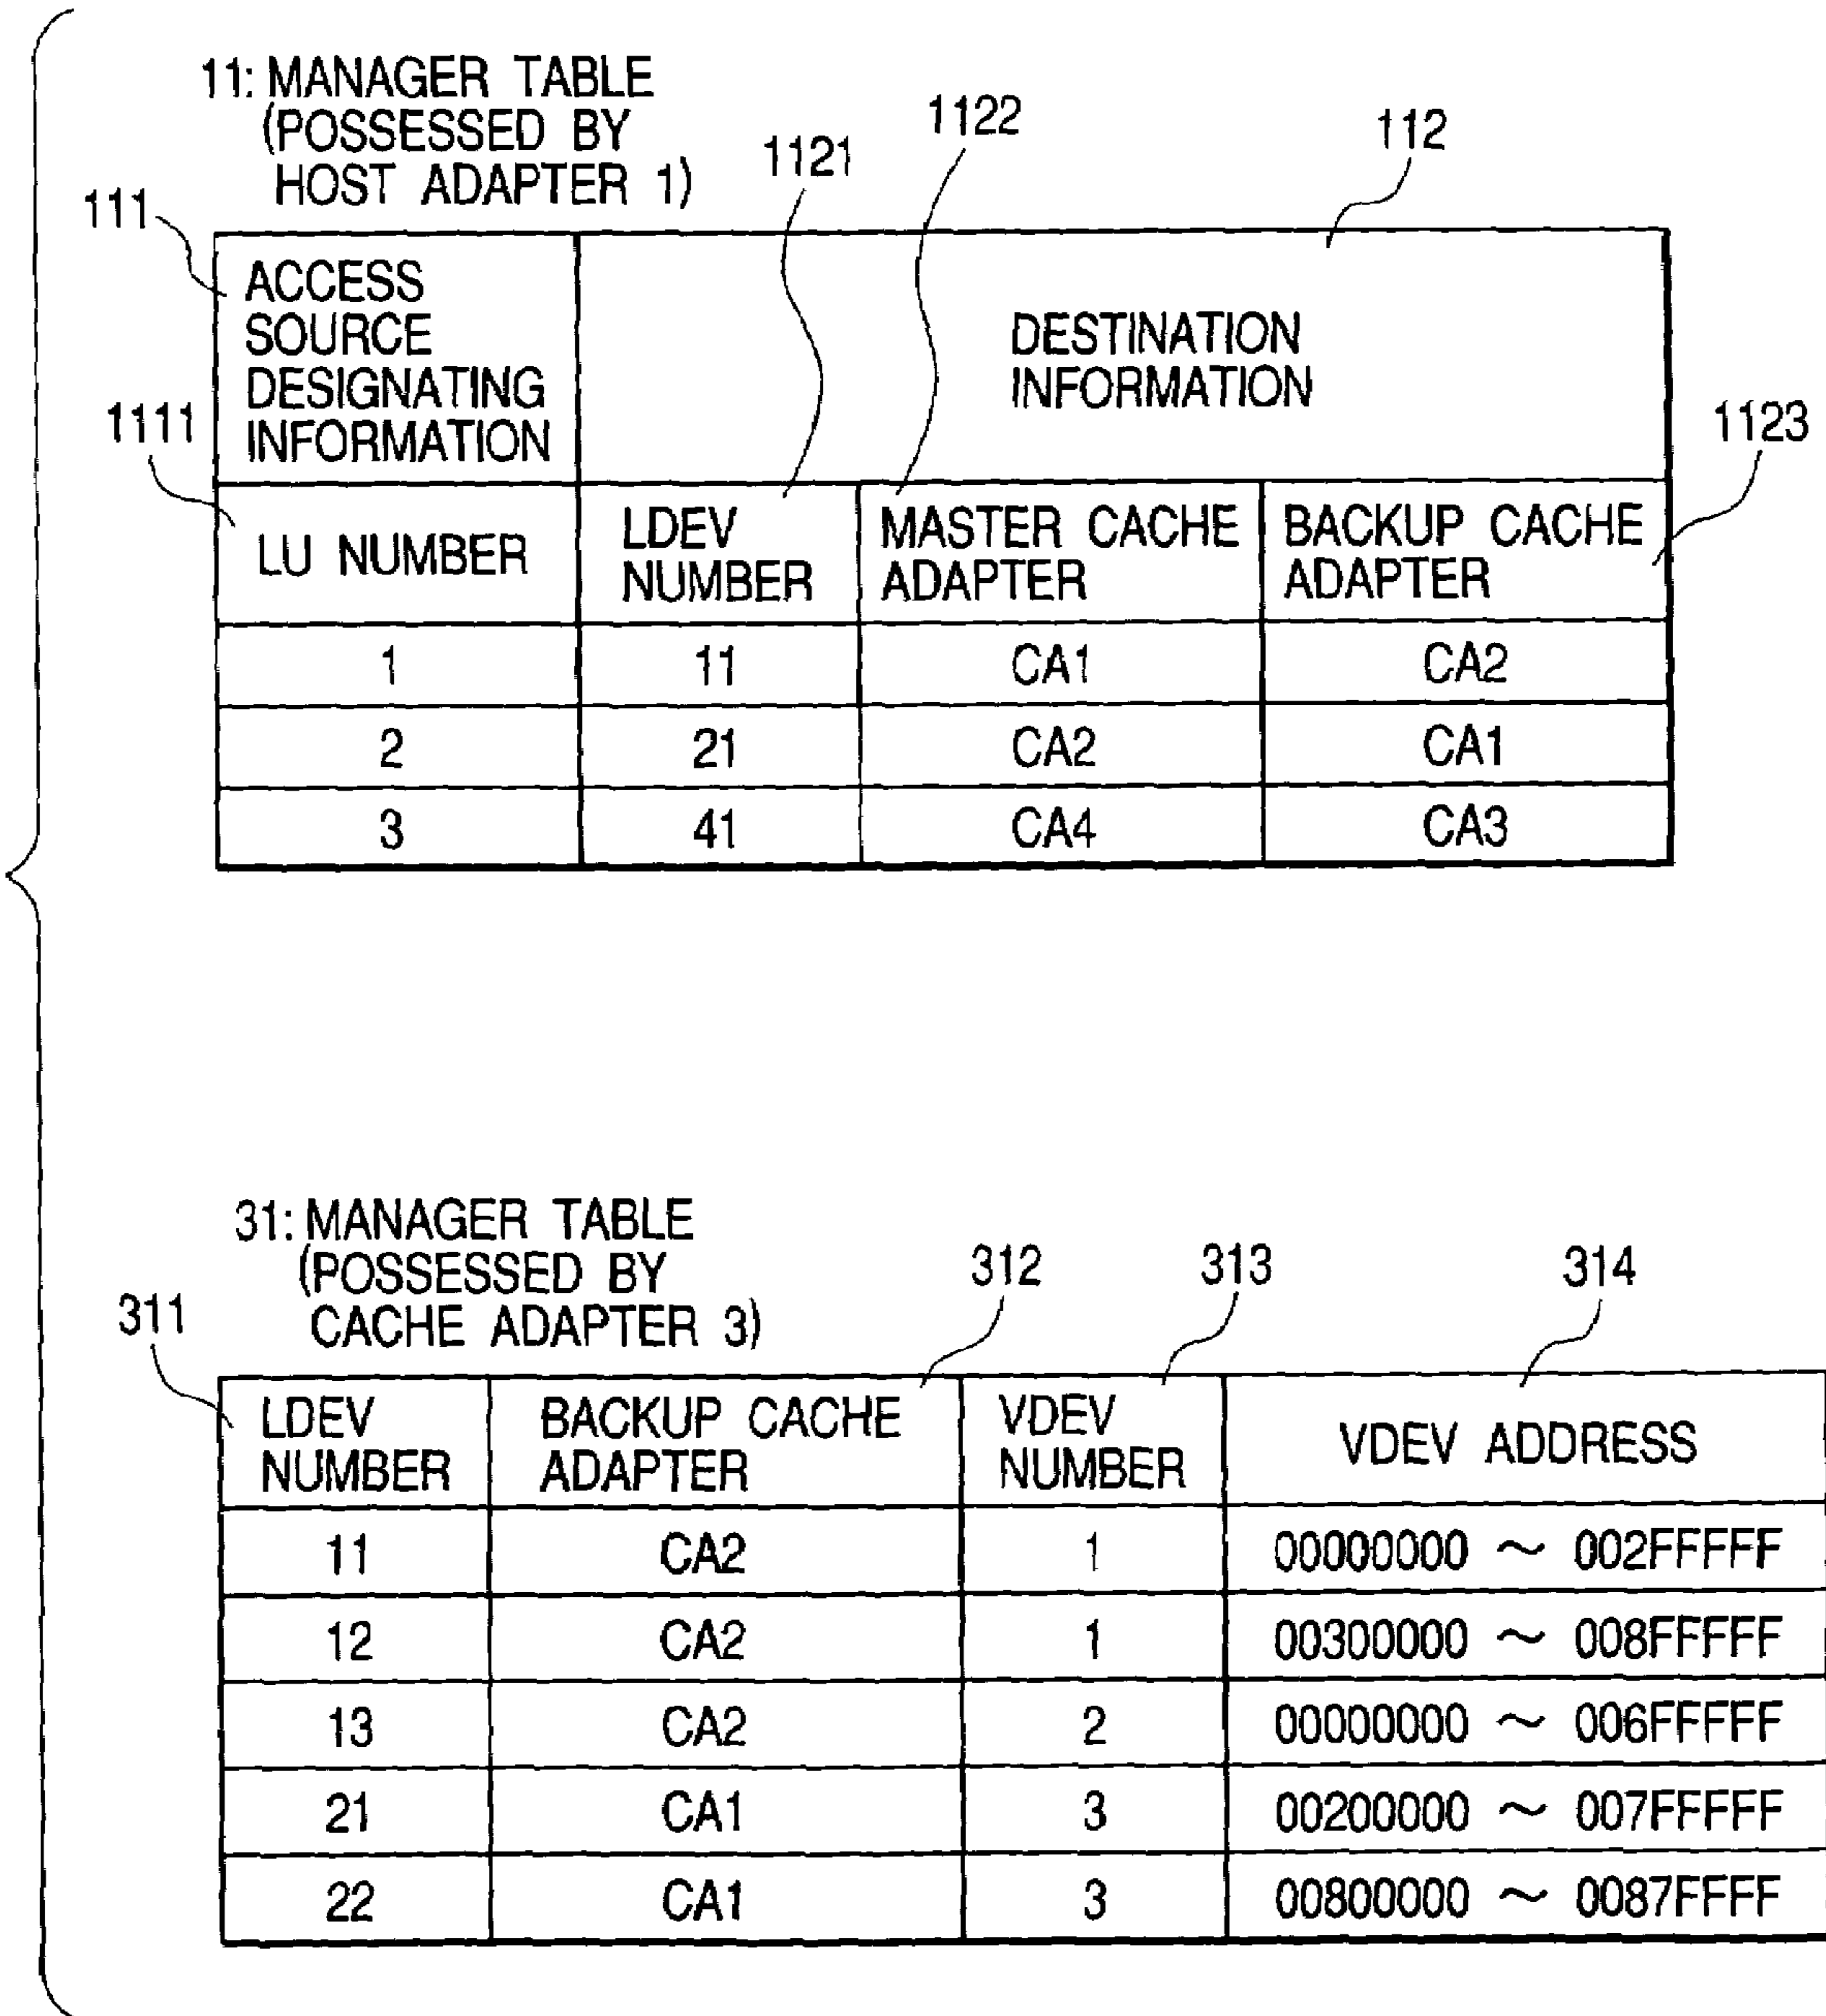 11: MANAGER TABLE
(POSSESSED BY
HOST ADAPTER 1)
1121
1122
112
111
ACCESS
SOURCE
DESIGNATING
INFORMATION
DESTINATION
INFORMATION
1111
1123
LU NUMBER
LDEV
NUMBER
MASTER CACHE
ADAPTER
BACKUP CACHE
ADAPTER
1 11 CA1 CA2
2 21 CA2 CA1
3 41 CA4 CA3
31: MANAGER TABLE
(POSSESSED BY
CACHE ADAPTER 3)
311
312
313
314
LDEV
NUMBER
BACKUP CACHE
ADAPTER
VDEV
NUMBER
VDEV ADDRESS
11 CA2 1 00000000 ~ 002FFFFF
12 CA2 1 00300000 ~ 008FFFFF
13 CA2 2 00000000 ~ 006FFFFF
21 CA1 3 00200000 ~ 007FFFFF
22 CA1 3 00800000 ~ 0087FFFF